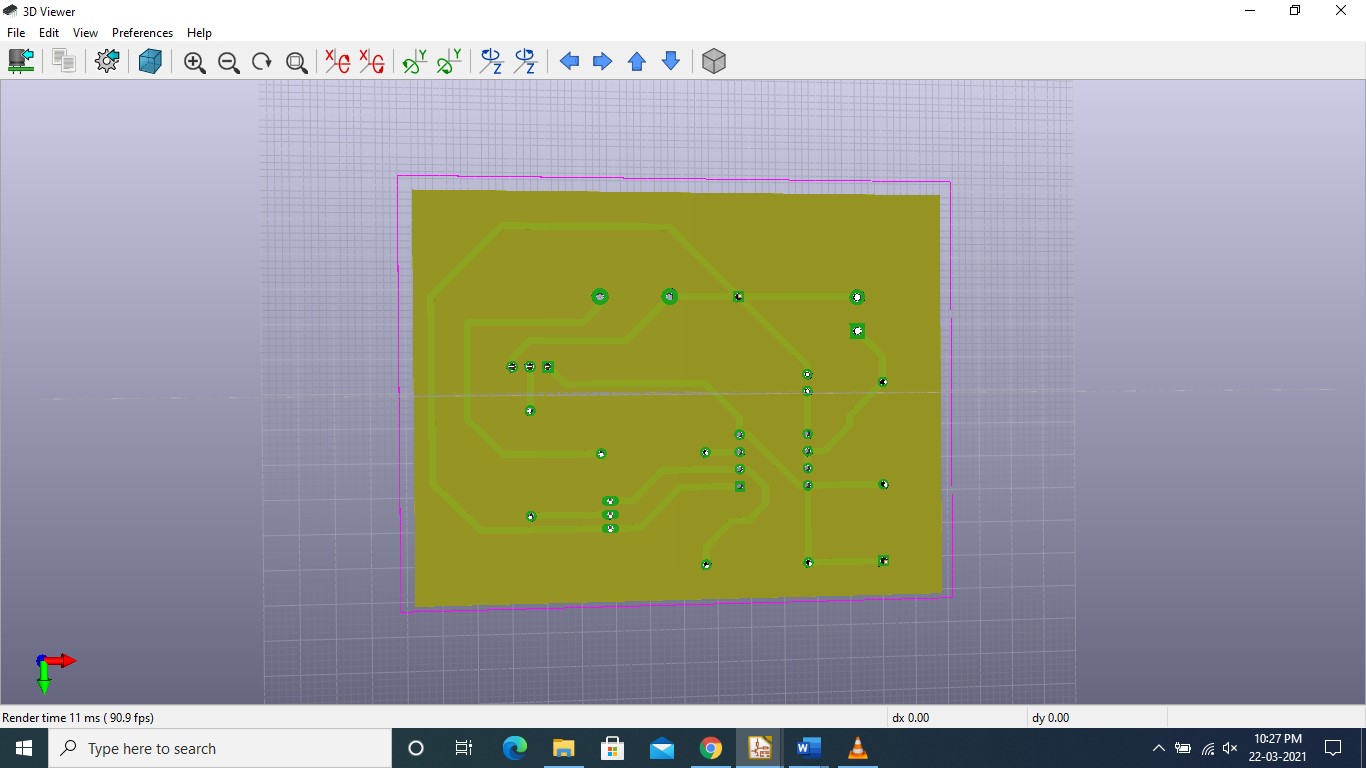 3D Viewer
File Edit View Preferences Help
X X Y Y Z Z
Render time 11 ms ( 90.9 fps)
dx 0.00
dy 0.00
Type here to search
W
10:27 PM
22-03-2021